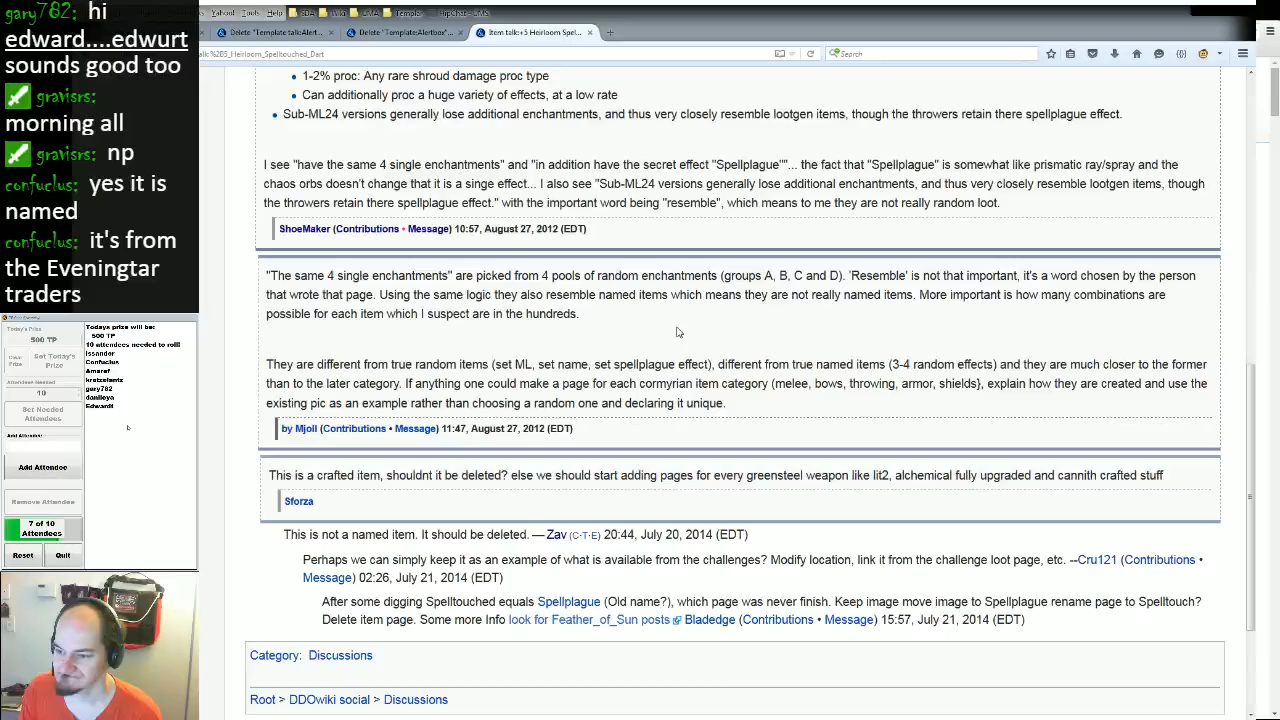 gary782: hi
edward....edwurt
sounds good too
gravisrs:
morning all
gravisrs: np
confuclus: yes it is
named
confuclus: it's from
the Eveningtar
traders
Today's Prize
500 TP
Clear Prize
Set Today's Prize
Attendees Needed
10
Set Needed Attendees
Add Attendee
Add Attendee
Remove Attendee
7 of 10 Attendees
Reset
Quit
Todays prize will be:
500 TP
10 attendees needed to roll!
Issandor
Confuclus
Amaref
gary782
Edwardt
Yahoo!
Tools
Help
Delete "Template talk:Alert...
Delete "Template:Alertbox"...
Item talk:+5 Heirloom Spel...
_Heirloom_Spelltouched_Dart
Search
1-2% proc: Any rare shroud damage proc type
Can additionally proc a huge variety of effects, at a low rate
Sub-ML24 versions generally lose additional enchantments, and thus very closely resemble lootgen items, though the throwers retain there spellplague effect.
I see "have the same 4 single enchantments" and "in addition have the secret effect "Spellplague""... the fact that "Spellplague" is somewhat like prismatic ray/spray and the
chaos orbs doesn't change that it is a singe effect... I also see "Sub-ML24 versions generally lose additional enchantments, and thus very closely resemble lootgen items, though
the throwers retain there spellplague effect." with the important word being "resemble", which means to me they are not really random loot.
ShoeMaker (Contributions • Message) 10:57, August 27, 2012 (EDT)
"The same 4 single enchantments" are picked from 4 pools of random enchantments (groups A, B, C and D). 'Resemble' is not that important, it's a word chosen by the person
that wrote that page. Using the same logic they also resemble named items which means they are not really named items. More important is how many combinations are
possible for each item which I suspect are in the hundreds.
They are different from true random items (set ML, set name, set spellplague effect), different from true named items (3-4 random effects) and they are much closer to the former
than to the later category. If anything one could make a page for each cormyrian item category (melee, bows, throwing, armor, shields}, explain how they are created and use the
existing pic as an example rather than choosing a random one and declaring it unique.
by Mjoll (Contributions • Message) 11:47, August 27, 2012 (EDT)
This is a crafted item, shouldnt it be deleted? else we should start adding pages for every greensteel weapon like lit2, alchemical fully upgraded and cannith crafted stuff
Sforza
This is not a named item. It should be deleted. — Zav (C·T·E) 20:44, July 20, 2014 (EDT)
Perhaps we can simply keep it as an example of what is available from the challenges? Modify location, link it from the challenge loot page, etc. --Cru121 (Contributions •
Message) 02:26, July 21, 2014 (EDT)
After some digging Spelltouched equals Spellplague (Old name?), which page was never finish. Keep image move image to Spellplague rename page to Spelltouch?
Delete item page. Some more Info look for Feather_of_Sun posts Bladedge (Contributions • Message) 15:57, July 21, 2014 (EDT)
Category: Discussions
Root > DDOwiki social > Discussions